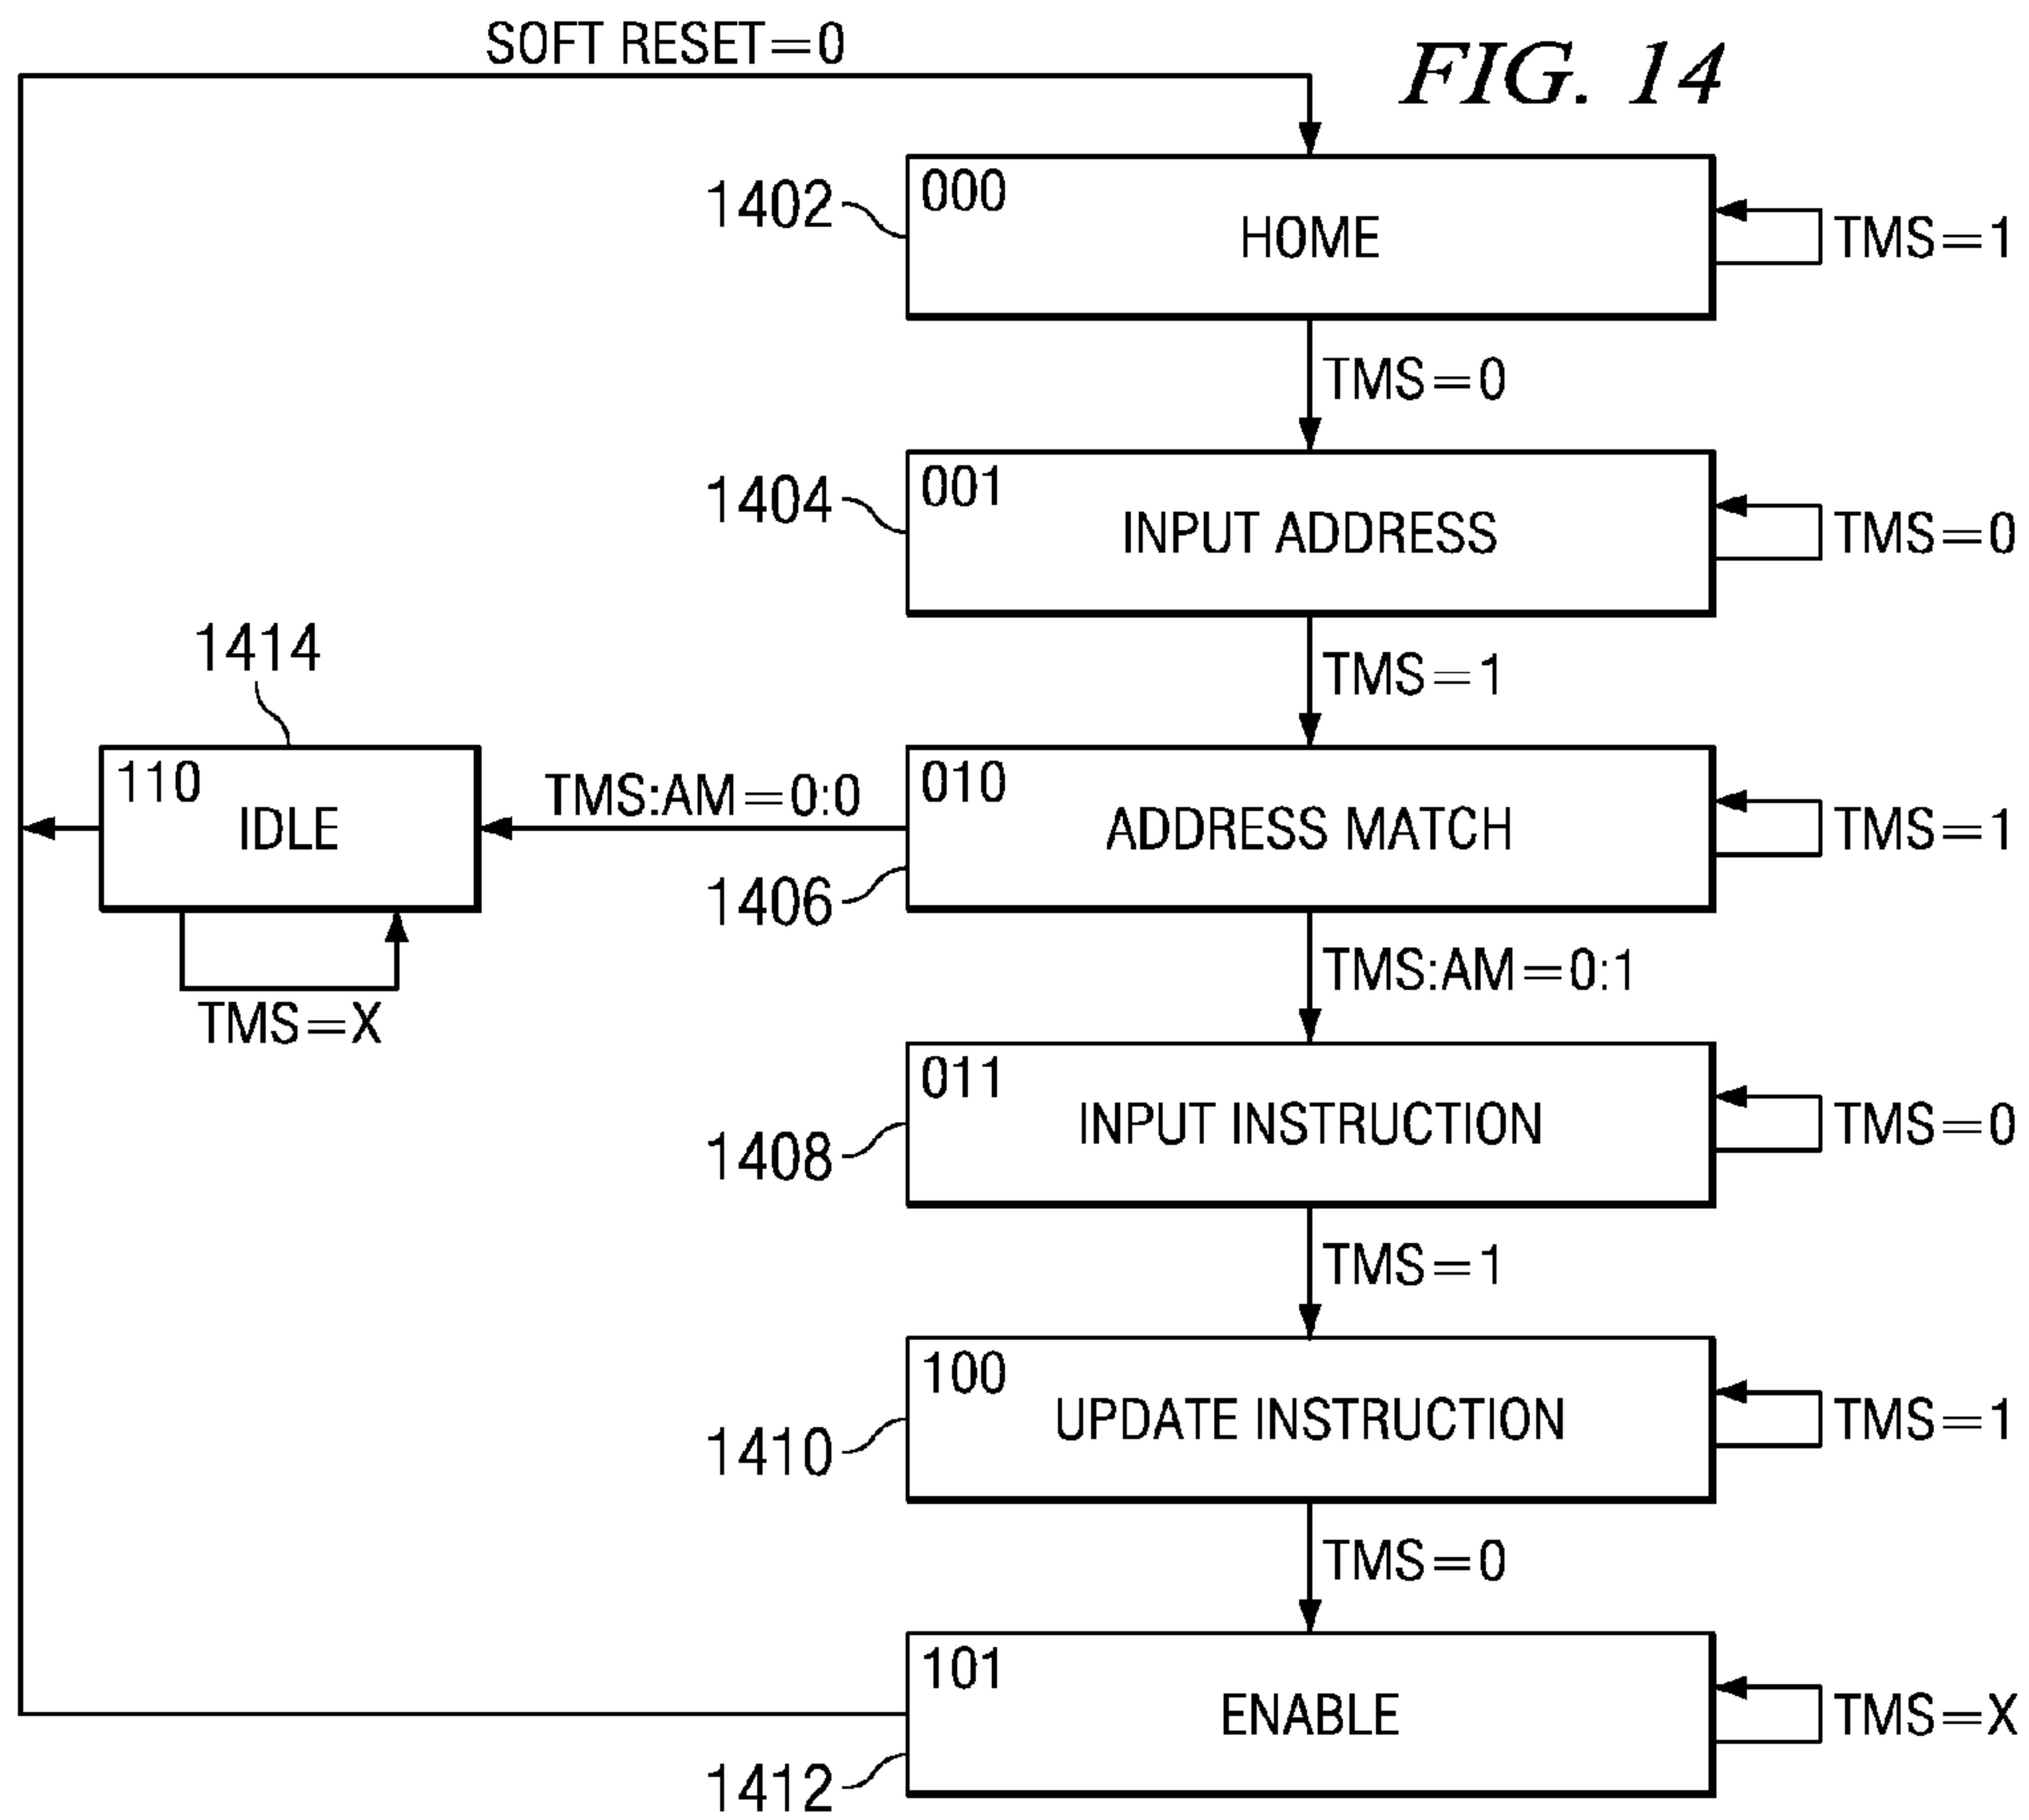 SOFT RESET=0
FIG. 14
000
1402
HOME
TMS=1
TMS=0
001
1404
INPUT ADDRESS
TMS=0
TMS=1
1414
110
IDLE
TMS=X
TMS:AM=0:0
010
ADDRESS MATCH
1406
TMS=1
TMS:AM=0:1
011
INPUT INSTRUCTION
1408
TMS=0
TMS=1
100
UPDATE INSTRUCTION
1410
TMS=1
TMS=0
101
ENABLE
1412
TMS=X